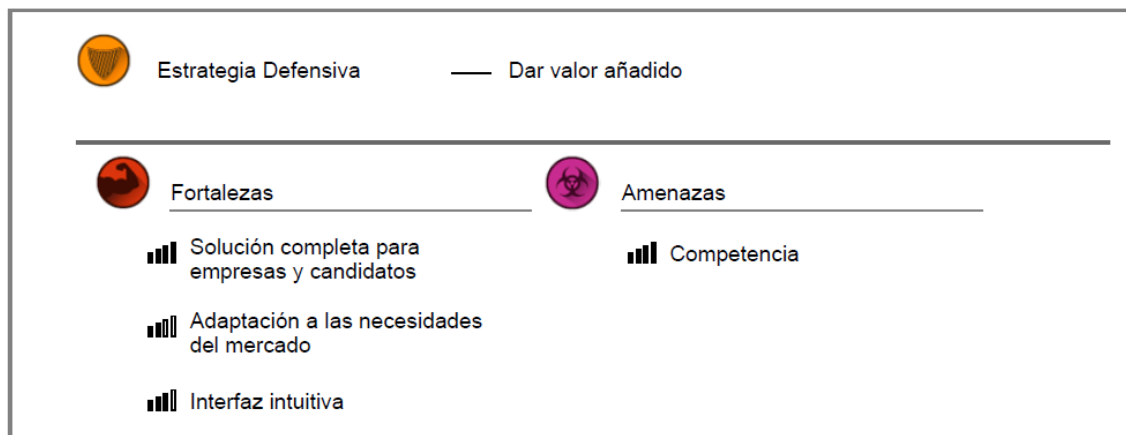 Estrategia Defensiva — Dar valor añadido
Fortalezas
Solución completa para
empresas y candidatos
Adaptación a las necesidades
del mercado
Interfaz intuitiva
Amenazas
Competencia